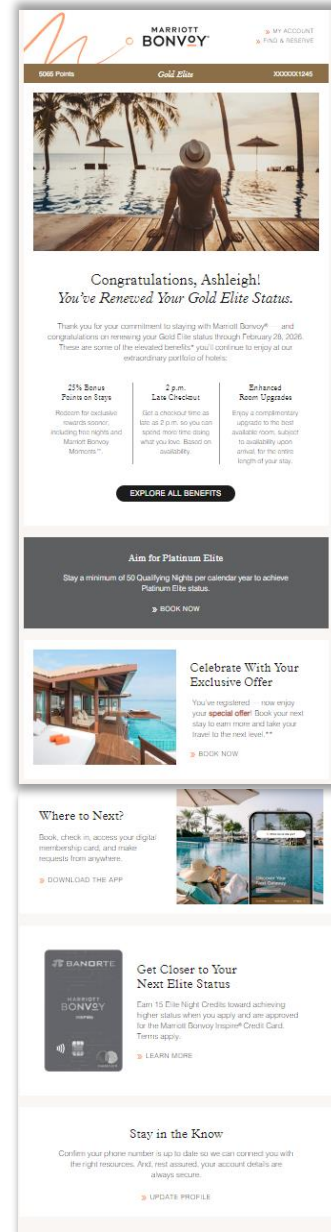 MARRIOTT
BONVOY
» MY ACCOUNT
» FIND & RESERVE
5065 Points
Gold Elite
XXXXXX1245
Congratulations, Ashleigh!
You've Renewed Your Gold Elite Status.
Thank you for your commitment to staying with Marriott Bonvoy® and
congratulations on renewing your Gold Elite status through February 28, 2026.
These are some of the elevated benefits* you'll continue to enjoy at our
extraordinary portfolio of hotels:
25% Bonus
Points on Stays
Redeem for exclusive
rewards sooner,
including free nights and
Marriott Bonvoy
Moments™.
2 p.m.
Late Checkout
Get a checkout time as
late as 2 p.m. so you can
spend more time doing
what you love. Based on
availability.
Enhanced
Room Upgrades
Enjoy a complimentary
upgrade to the best
available room, subject
to availability upon
arrival, for the entire
length of your stay.
EXPLORE ALL BENEFITS
Aim for Platinum Elite
Stay a minimum of 50 Qualifying Nights per calendar year to achieve
Platinum Elite status.
» BOOK NOW
Celebrate With Your
Exclusive Offer
You've registered now enjoy
your special offer! Book your next
stay to earn more and take your
travel to the next level.**
» BOOK NOW
Where to Next?
Book, check in, access your digital
membership card, and make
requests from anywhere.
» DOWNLOAD THE APP
BANORTE
MARRIOTT
BONVOY
INSPIRE
Get Closer to Your
Next Elite Status
Earn 15 Elite Night Credits toward achieving
higher status when you apply and are approved
for the Marriott Bonvoy Inspire® Credit Card.
Terms apply.
» LEARN MORE
Stay in the Know
Confirm your phone number is up to date so we can connect you with
the right resources. And, rest assured, your account details are
always secure.
» UPDATE PROFILE